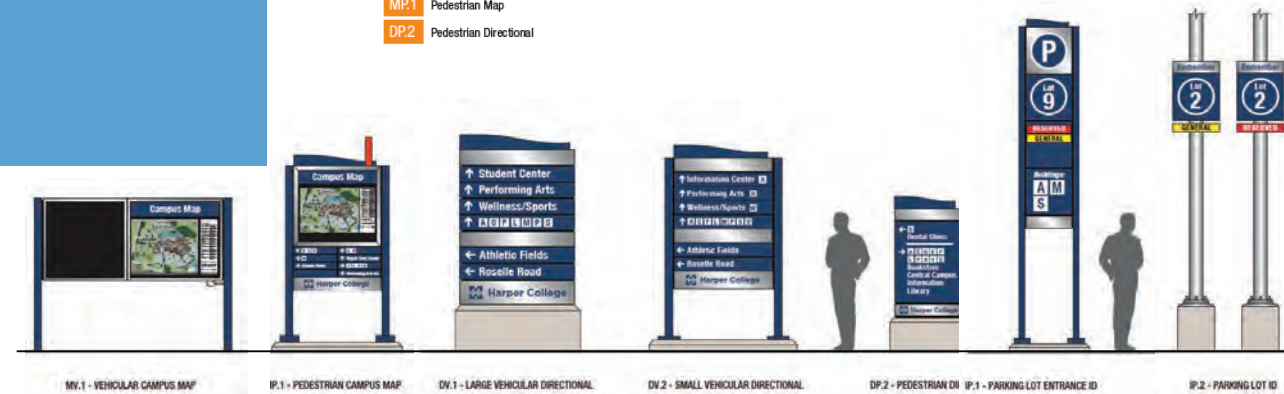 MP.1 Pedestrian Map
DP.2 Pedestrian Directional
Campus Map
Campus Map
Harper College
↑ Student Center
↑ Performing Arts
↑ Wellness/Sports
↑ A C F L M P S
← Athletic Fields
← Roselle Road
Harper College
↑ Information Center A
↑ Performing Arts
↑ Wellness/Sports
← Athletic Fields
← Roselle Road
Harper College
Dental Clinic
Bookstore
Central Campus
Information
Library
Harper College
P
Lot
9
RESERVED
GENERAL
Buildings:
A M
S
Remember
Lot
2
GENERAL
Remember
Lot
2
RESERVED
MV.1 - VEHICULAR CAMPUS MAP
IP.1 - PEDESTRIAN CAMPUS MAP
DV.1 - LARGE VEHICULAR DIRECTIONAL
DV.2 - SMALL VEHICULAR DIRECTIONAL
DP.2 - PEDESTRIAN DI
IP.1 - PARKING LOT ENTRANCE ID
IP.2 - PARKING LOT ID